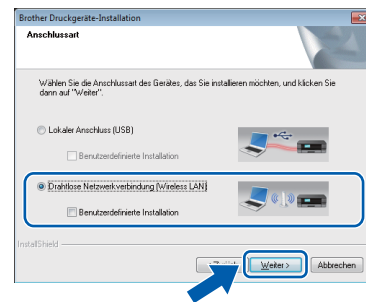 Brother Druckgeräte-Installation
Anschlussart
Wählen Sie die Anschlussart des Gerätes, das Sie installieren möchten, und klicken Sie
dann auf "Weiter".
Lokaler Anschluss (USB)
Benutzerdefinierte Installation
Drahtlose Netzwerkverbindung (Wireless LAN)
Benutzerdefinierte Installation
InstallShield
Weiter >
Abbrechen